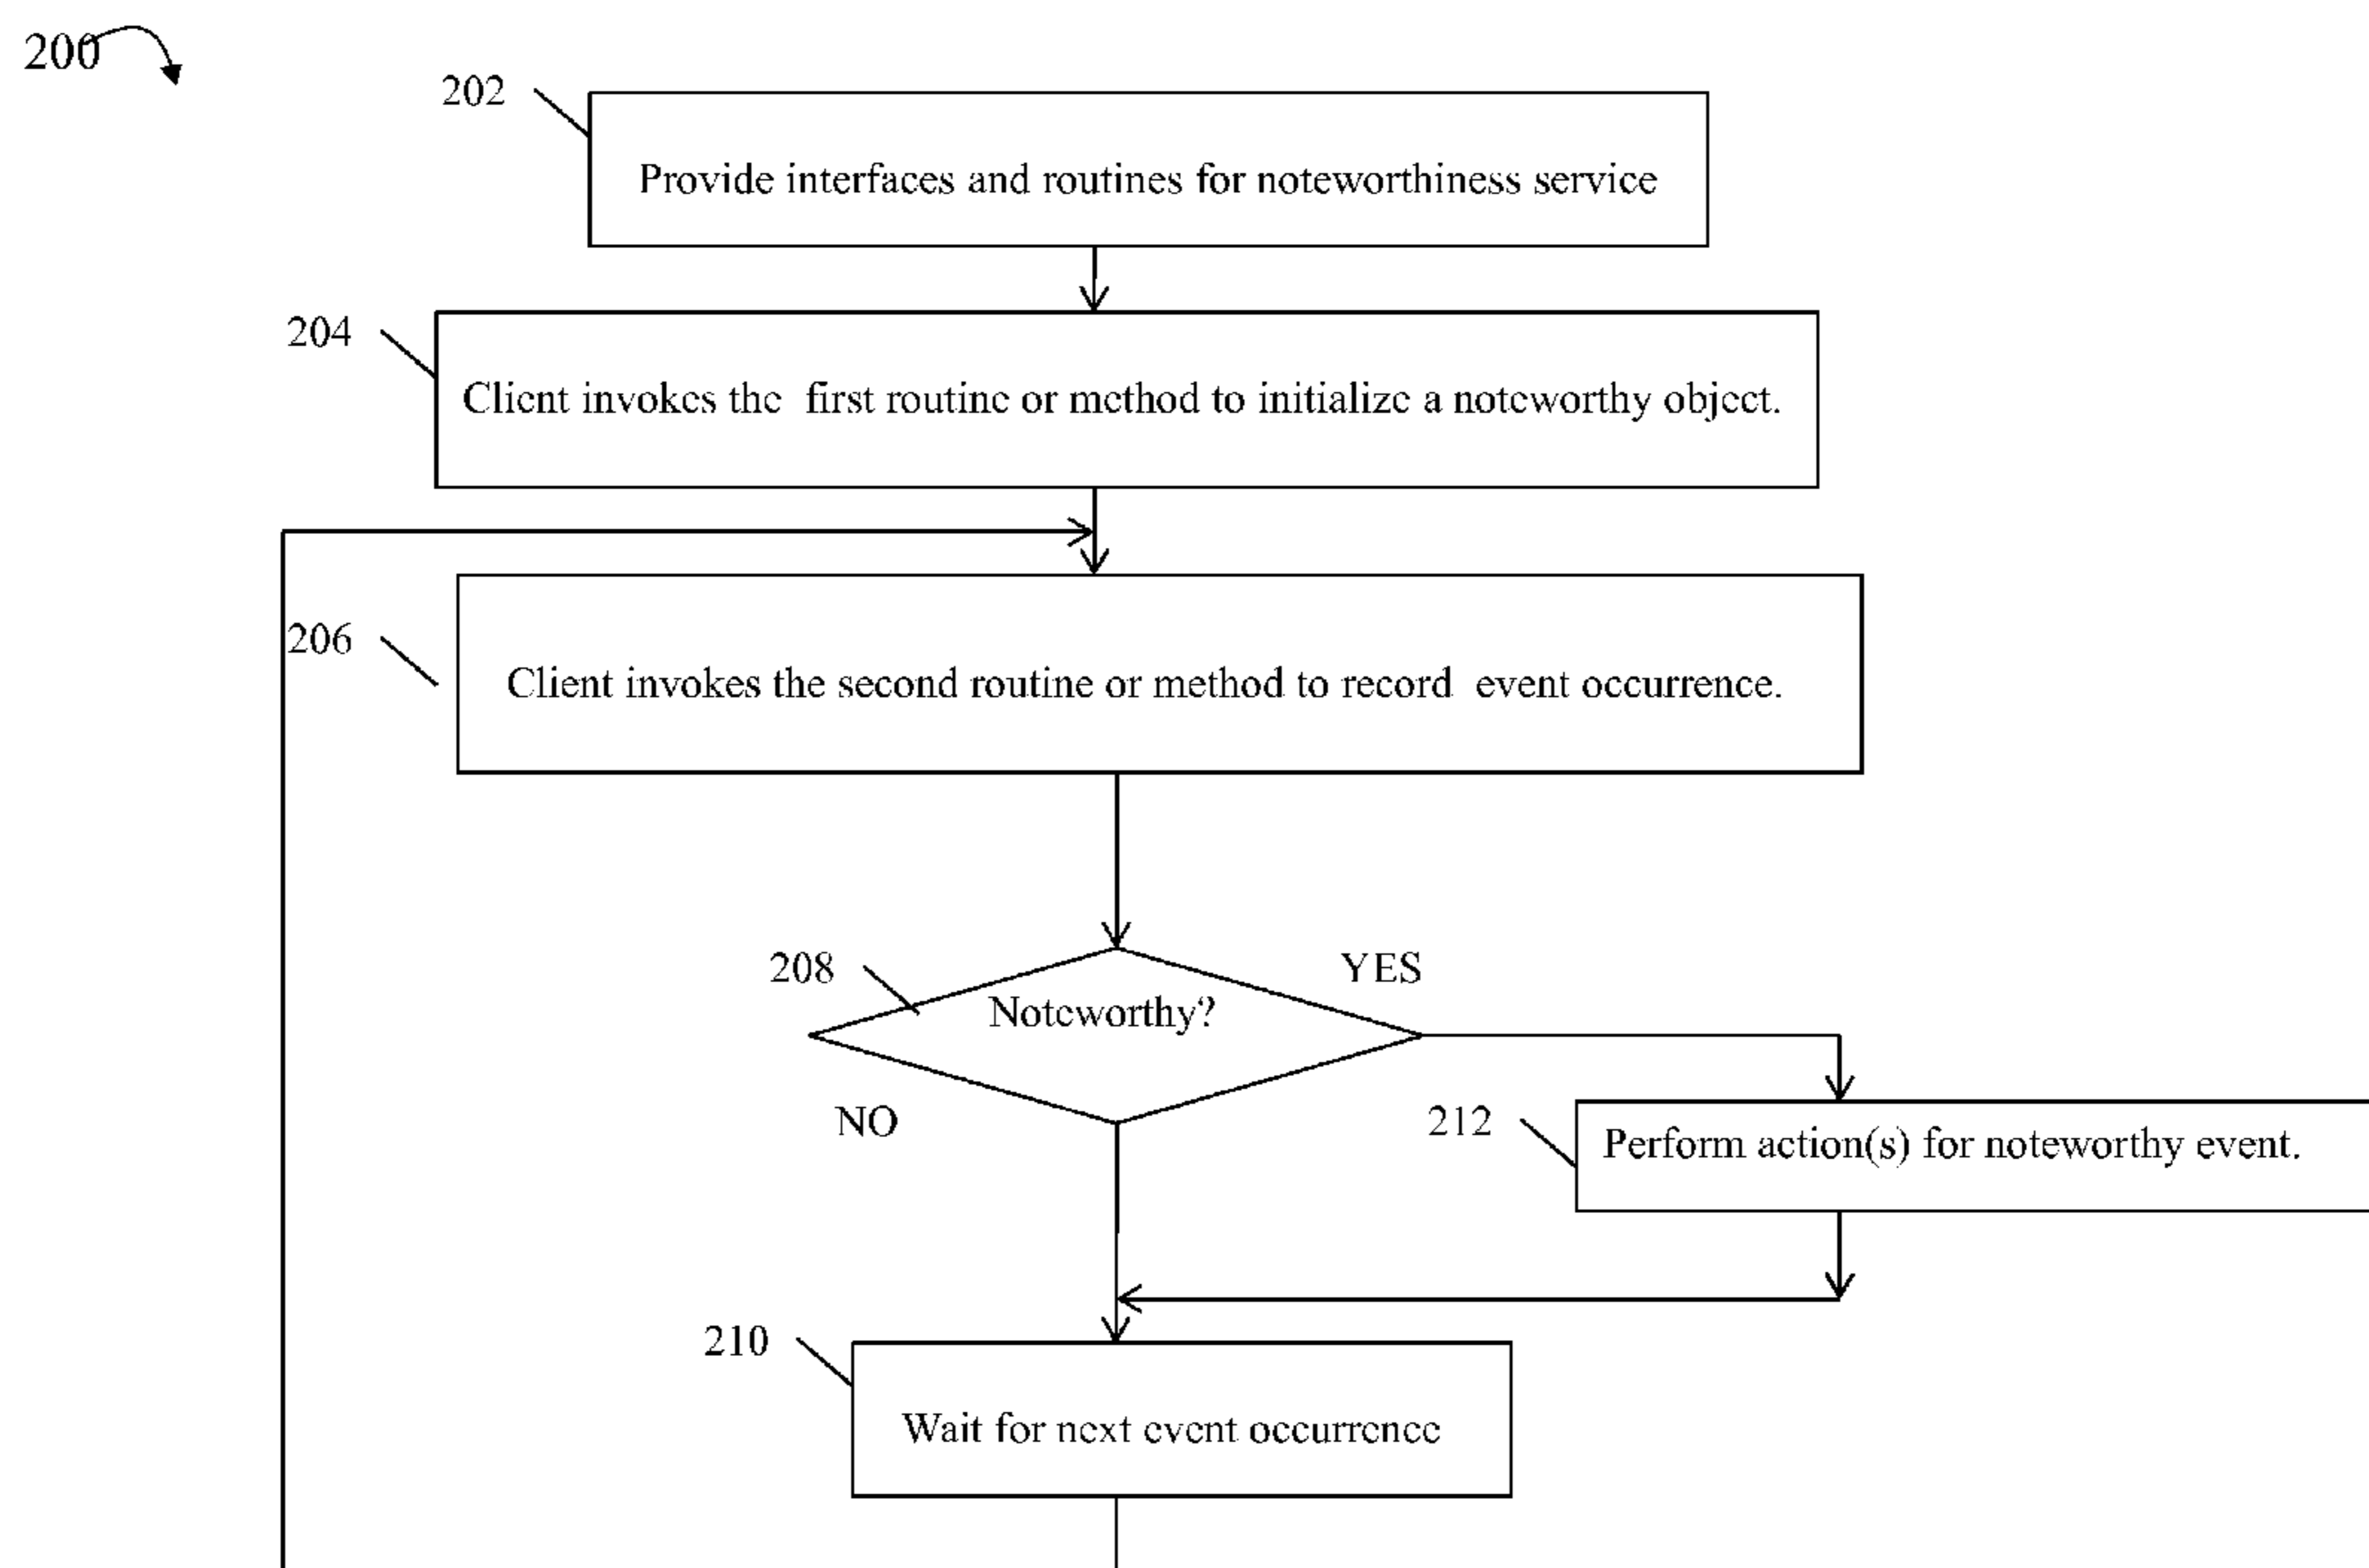 200
202
Provide interfaces and routines for noteworthiness service
204
Client invokes the first routine or method to initialize a noteworthy object.
206
Client invokes the second routine or method to record event occurrence.
208
YES
Noteworthy?
NO
212
Perform action(s) for noteworthy event.
210
Wait for next event occurrence